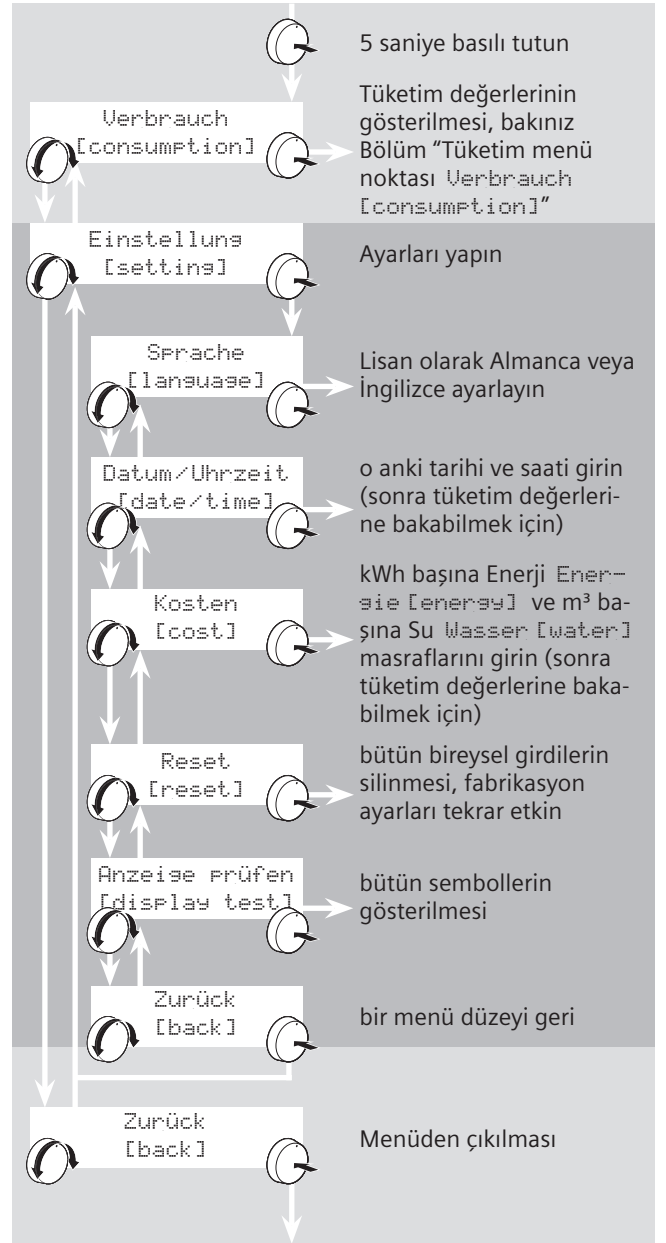 5 saniye basılı tutun
Verbrauch
[consumption]
Tüketim değerlerinin
gösterilmesi, bakınız
Bölüm “Tüketim menü
noktası Verbrauch
[consumption]”
Einstellung
[setting]
Ayarları yapın
Sprache
[language]
Lisan olarak Almanca veya
İngilizce ayarlayın
Datum/Uhrzeit
[date/time]
o anki tarihi ve saati girin
(sonra tüketim değerleri-
ne bakabilmek için)
Kosten
[cost]
kWh başına Enerji Ener-
gie [energy] ve m³ ba-
şına Su Wasser [water]
masraflarını girin (sonra
tüketim değerlerine baka-
bilmek için)
Reset
[reset]
bütün bireysel girdilerin
silinmesi, fabrikasyon
ayarları tekrar etkin
Anzeige prüfen
[display test]
bütün sembollerin
gösterilmesi
Zurück
[back]
bir menü düzeyi geri
Zurück
[back]
Menüden çıkılması